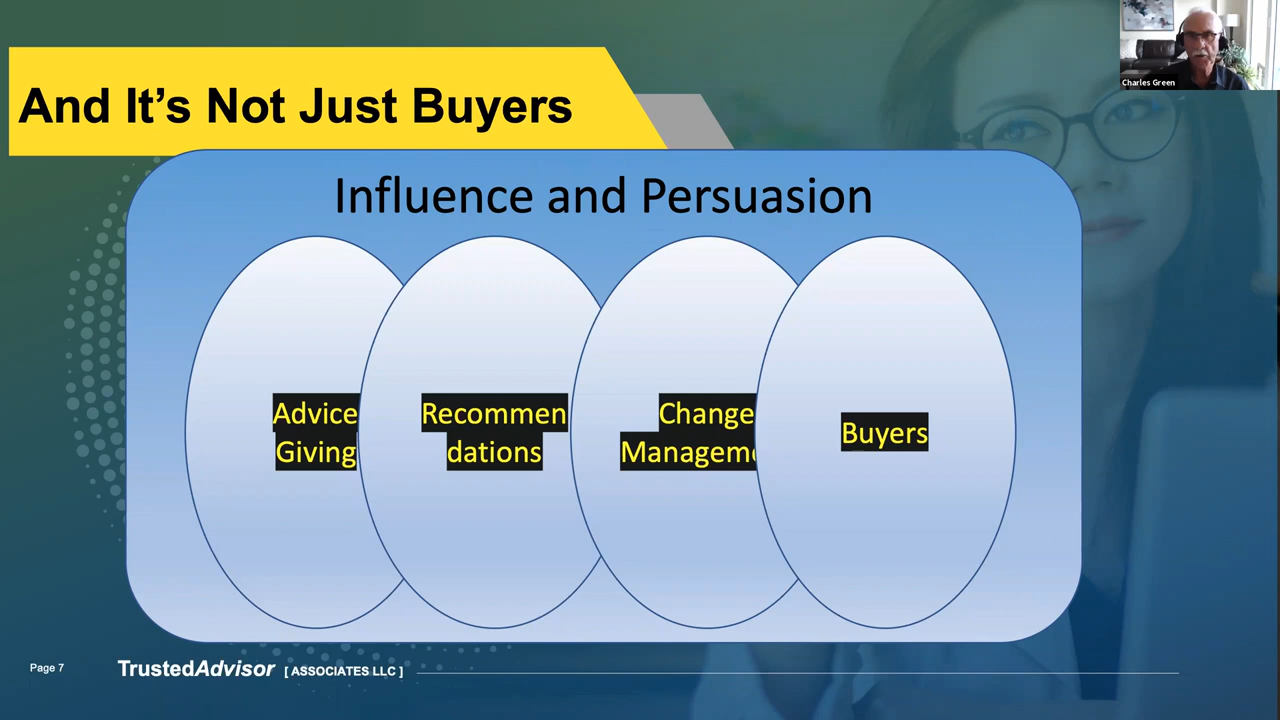 And It’s Not Just Buyers
Charles Green
Influence and Persuasion
Advice
Giving
Recommen
dations
Change
Manageme
Buyers
Page 7
TrustedAdvisor [ ASSOCIATES LLC ]